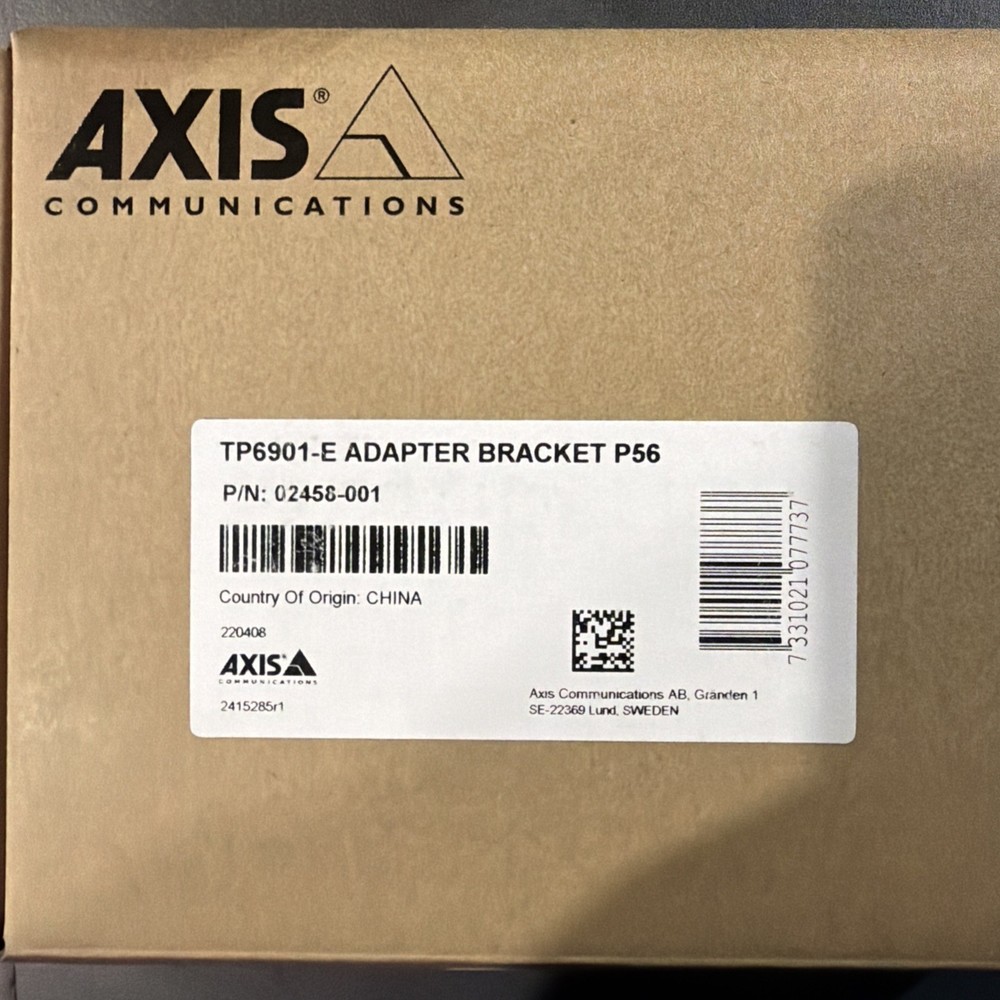 AXIS®
COMMUNICATIONS
TP6901-E ADAPTER BRACKET P56
P/N: 02458-001
Country Of Origin: CHINA
220408
AXIS
COMMUNICATIONS
2415285r1
7 331021 077737
Axis Communications AB, Gränden 1
SE-22369 Lund, SWEDEN